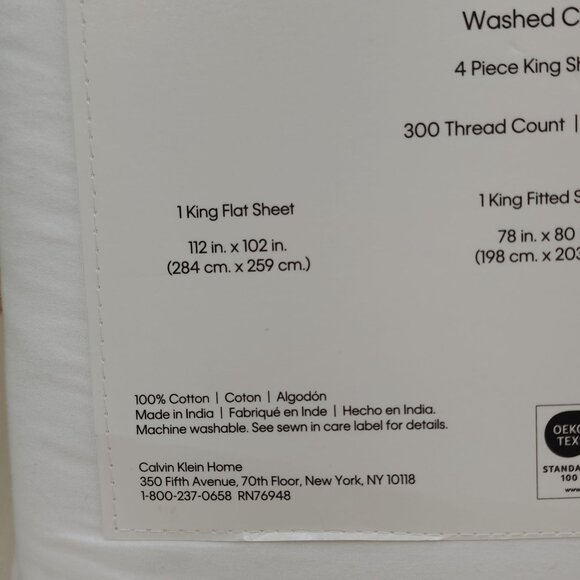 Washed C
4 Piece King Sh
300 Thread Count |
1 King Flat Sheet
112 in. x 102 in.
(284 cm. x 259 cm.)
1 King Fitted S
78 in. x 80
(198 cm. x 203
100% Cotton | Coton | Algodón
Made in India | Fabriqué en Inde | Hecho en India.
Machine washable. See sewn in care label for details.
Calvin Klein Home
350 Fifth Avenue, 70th Floor, New York, NY 10118
1-800-237-0658 RN76948
OEKO
TEX
STANDA
100
www.